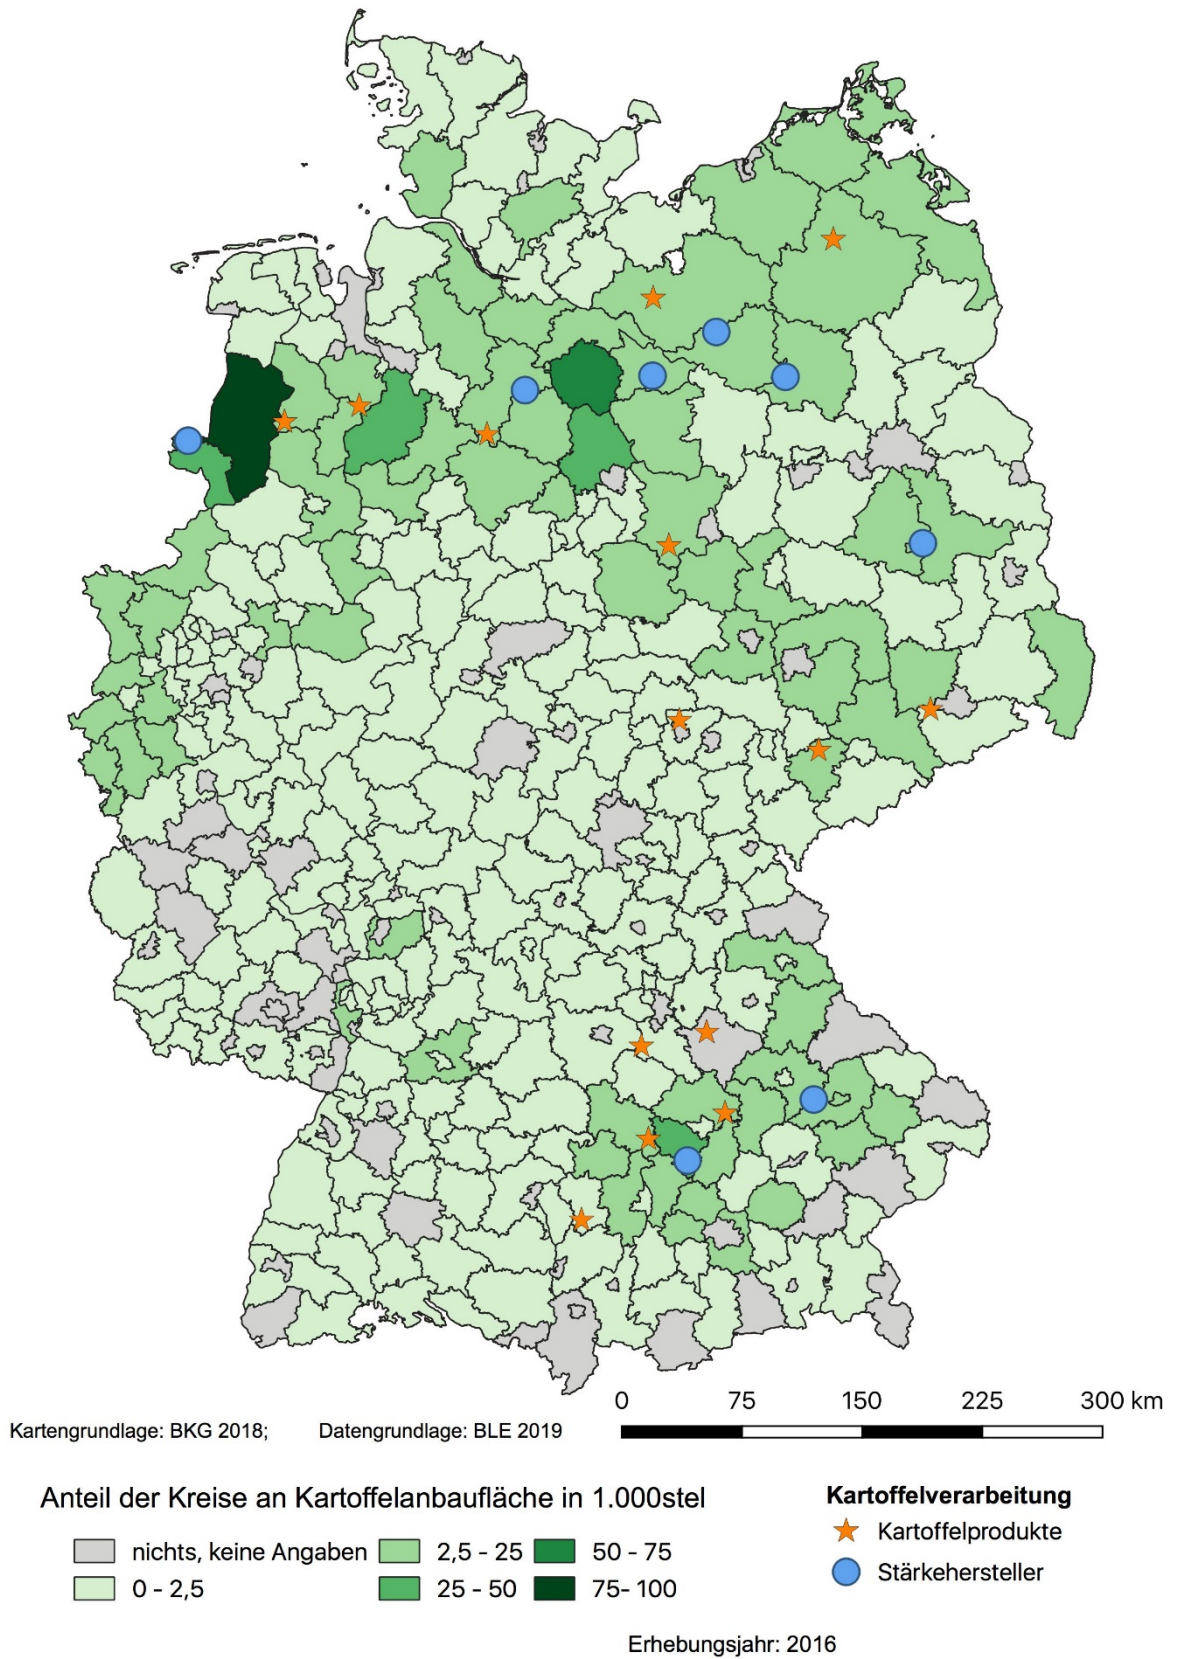 0 75 150 225 300 km
Kartengrundlage: BKG 2018; Datengrundlage: BLE 2019
Anteil der Kreise an Kartoffelanbaufläche in 1.000stel
nichts, keine Angaben
0 - 2,5
2,5 - 25
25 - 50
50 - 75
75- 100
Kartoffelverarbeitung
Kartoffelprodukte
Stärkehersteller
Erhebungsjahr: 2016